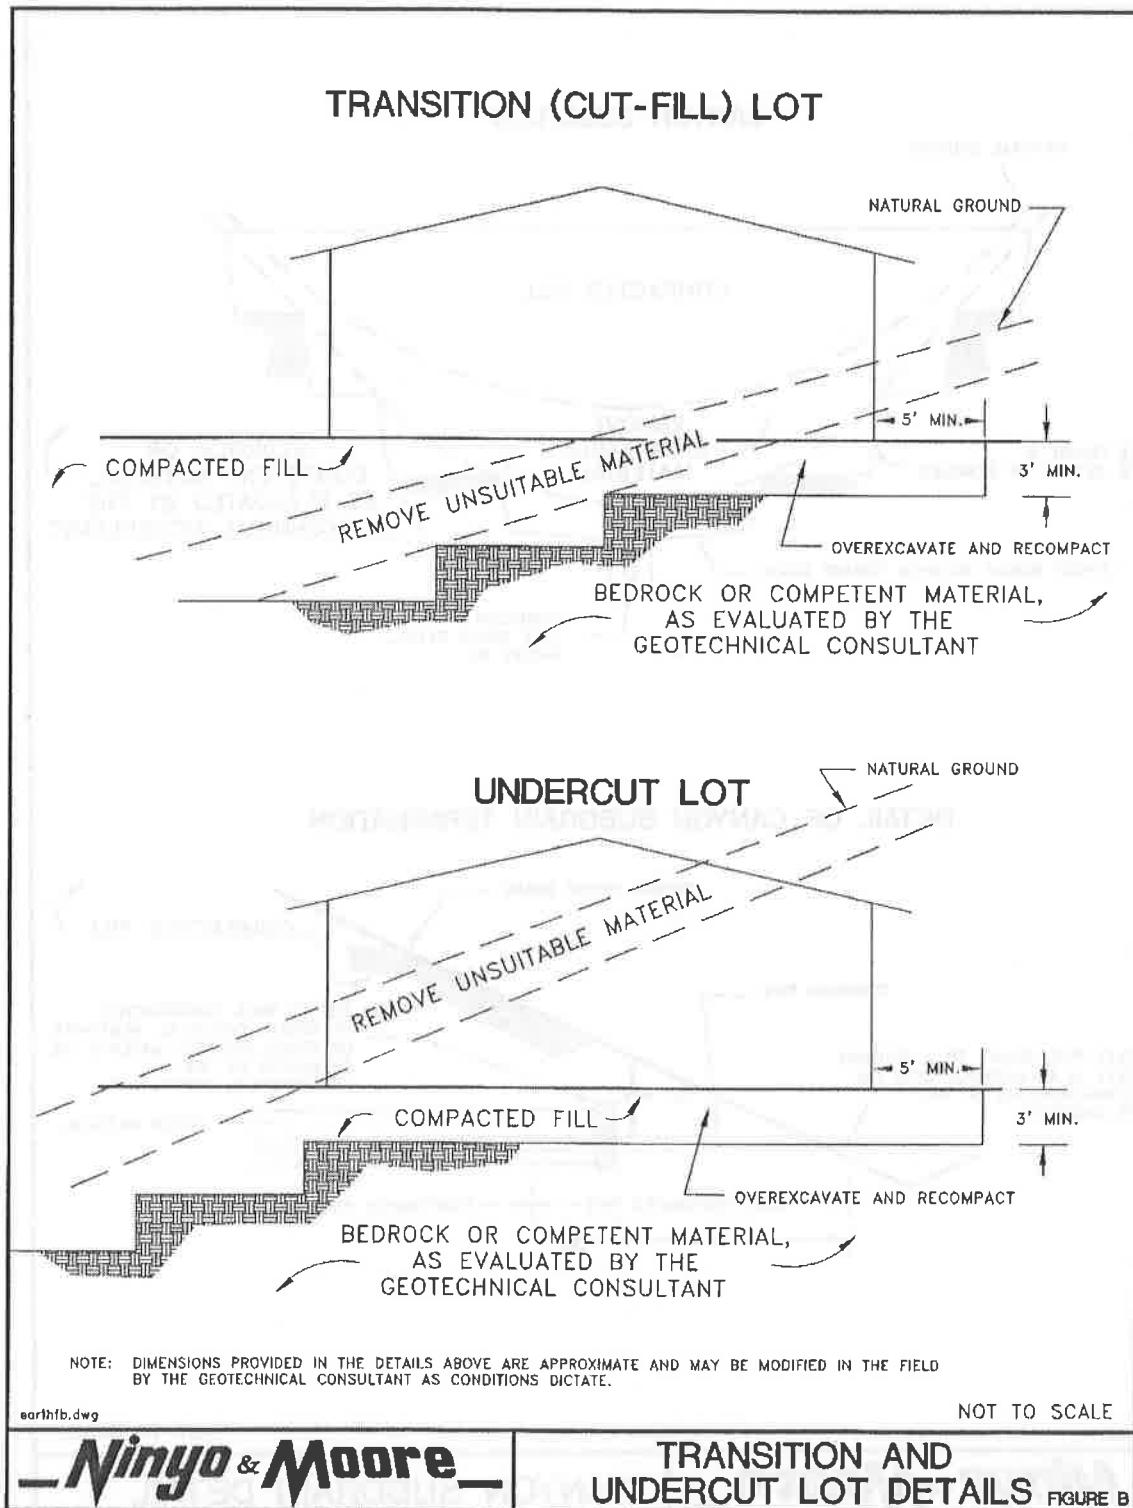 TRANSITION (CUT-FILL) LOT
NATURAL GROUND
5' MIN.
3' MIN.
COMPACTED FILL
REMOVE UNSUITABLE MATERIAL
OVEREXCAVATE AND RECOMPACT
BEDROCK OR COMPETENT MATERIAL,
AS EVALUATED BY THE
GEOTECHNICAL CONSULTANT
UNDERCUT LOT
NATURAL GROUND
REMOVE UNSUITABLE MATERIAL
5' MIN.
3' MIN.
COMPACTED FILL
OVEREXCAVATE AND RECOMPACT
BEDROCK OR COMPETENT MATERIAL,
AS EVALUATED BY THE
GEOTECHNICAL CONSULTANT
NOTE: DIMENSIONS PROVIDED IN THE DETAILS ABOVE ARE APPROXIMATE AND MAY BE MODIFIED IN THE FIELD
BY THE GEOTECHNICAL CONSULTANT AS CONDITIONS DICTATE.
earthfb.dwg
NOT TO SCALE
Ninyo & Moore
TRANSITION AND
UNDERCUT LOT DETAILS FIGURE B